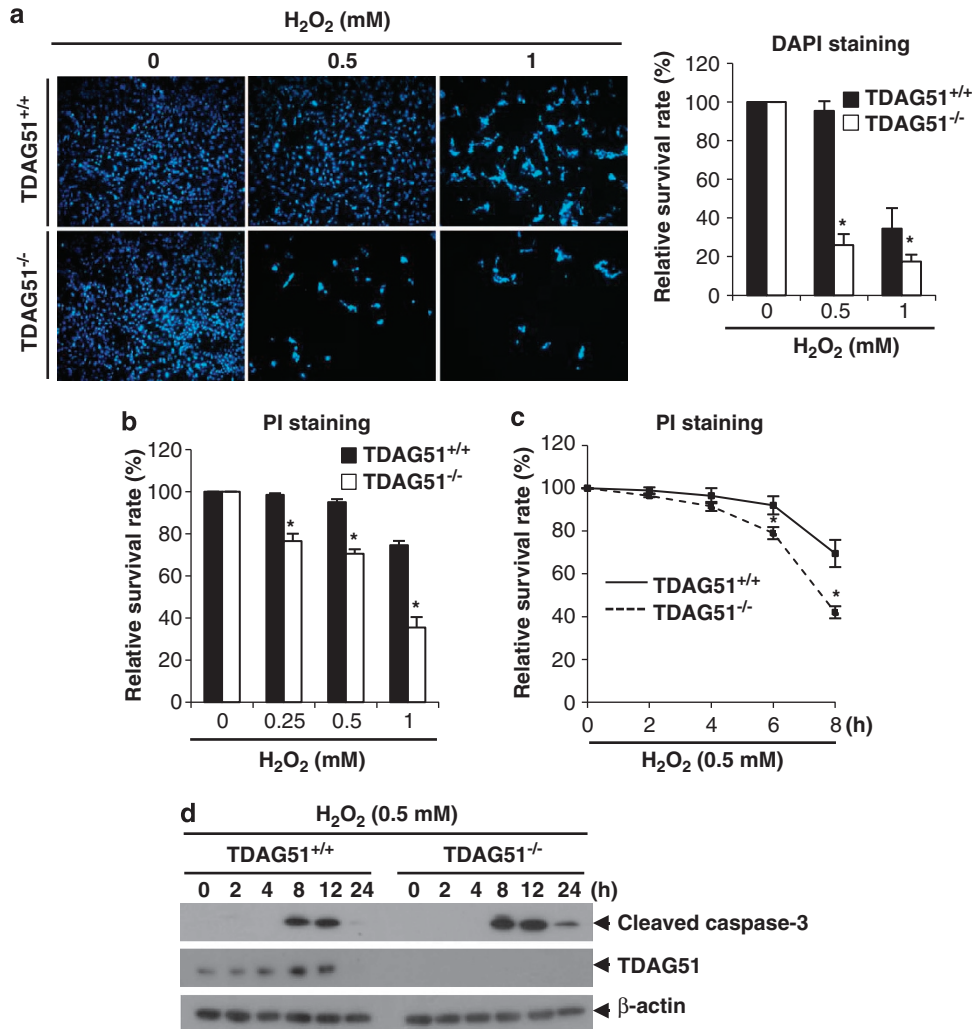 a
H₂O₂ (mM)
0 0.5 1
TDAG51+/+
TDAG51-/-
DAPI staining
Relative survival rate (%)
120
100
80
60
40
20
0
TDAG51+/+
TDAG51-/-
*
*
0 0.5 1
H₂O₂ (mM)
b
PI staining
Relative survival rate (%)
120
100
80
60
40
20
0
TDAG51+/+
TDAG51-/-
*
*
*
0 0.25 0.5 1
H₂O₂ (mM)
c
PI staining
Relative survival rate (%)
120
100
80
60
40
20
0
*
*
TDAG51+/+
TDAG51-/-
0 2 4 6 8 (h)
H₂O₂ (0.5 mM)
d
H₂O₂ (0.5 mM)
TDAG51+/+ TDAG51-/-
0 2 4 8 12 24 0 2 4 8 12 24 (h)
Cleaved caspase-3
TDAG51
β-actin